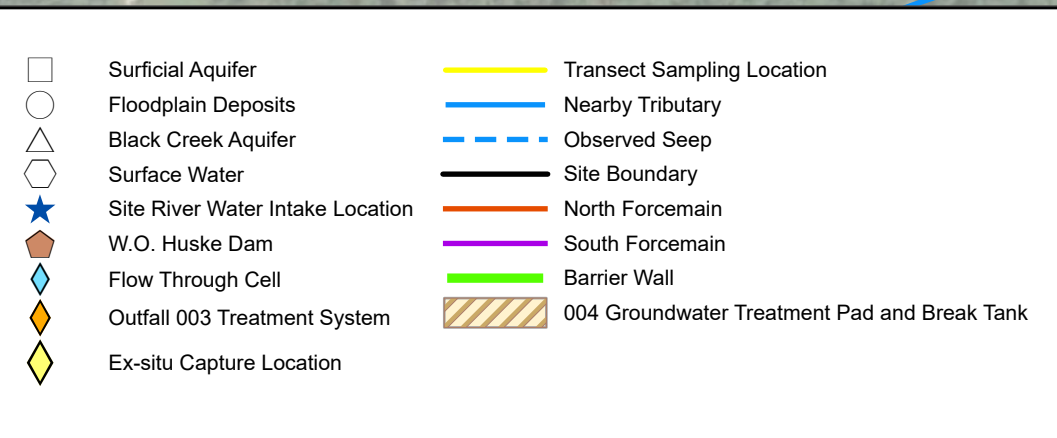 Surficial Aquifer
Floodplain Deposits
Black Creek Aquifer
Surface Water
Site River Water Intake Location
W.O. Huske Dam
Flow Through Cell
Outfall 003 Treatment System
Ex-situ Capture Location
Transect Sampling Location
Nearby Tributary
Observed Seep
Site Boundary
North Forcemain
South Forcemain
Barrier Wall
004 Groundwater Treatment Pad and Break Tank